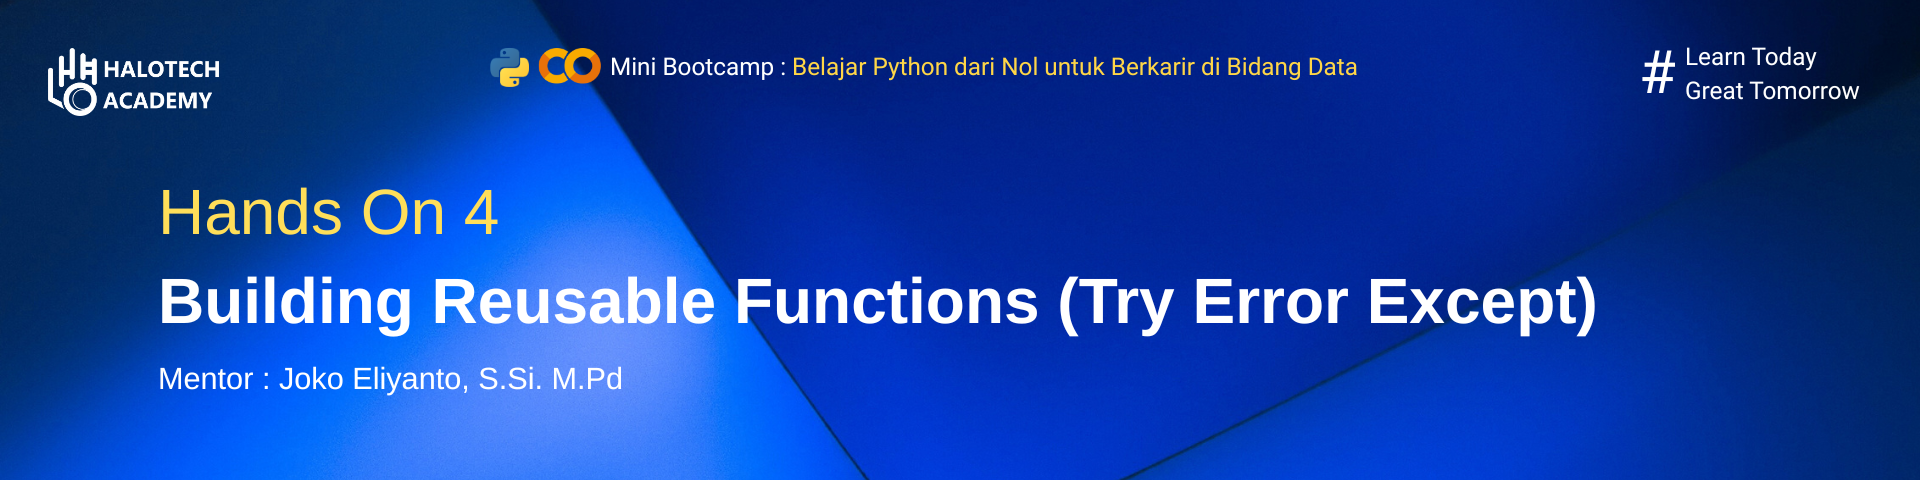 HALOTECH
ACADEMY
Mini Bootcamp : Belajar Python dari Nol untuk Berkarir di Bidang Data
# Learn Today
Great Tomorrow
Hands On 4
Building Reusable Functions (Try Error Except)
Mentor : Joko Eliyanto, S.Si. M.Pd